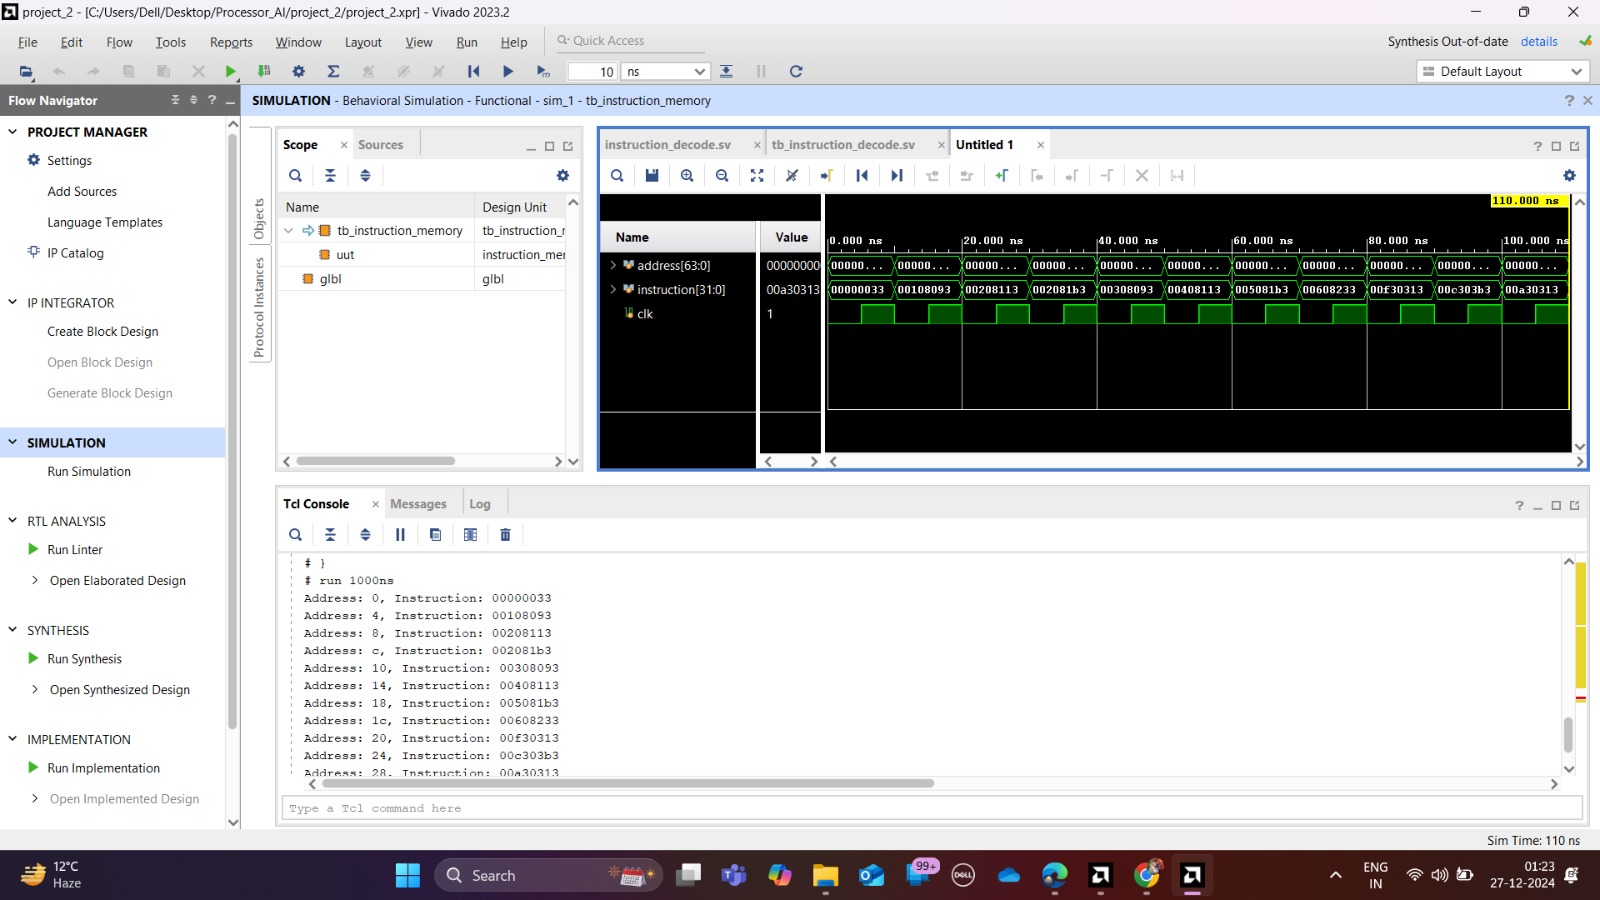 project_2 - [C:/Users/Dell/Desktop/Processor_AI/project_2/project_2.xpr] - Vivado 2023.2
File Edit Flow Tools Reports Window Layout View Run Help Quick Access
Synthesis Out-of-date details
10 ns
Default Layout
Flow Navigator
SIMULATION - Behavioral Simulation - Functional - sim_1 - tb_instruction_memory
PROJECT MANAGER
Settings
Add Sources
Language Templates
IP Catalog
IP INTEGRATOR
Create Block Design
Open Block Design
Generate Block Design
SIMULATION
Run Simulation
RTL ANALYSIS
Run Linter
Open Elaborated Design
SYNTHESIS
Run Synthesis
Open Synthesized Design
IMPLEMENTATION
Run Implementation
Open Implemented Design
Objects
Protocol Instances
Scope Sources
Name Design Unit
tb_instruction_memory tb_instruction_r
uut instruction_mer
glbl glbl
instruction_decode.sv tb_instruction_decode.sv Untitled 1
110.000 ns
Name Value
0.000 ns 20.000 ns 40.000 ns 60.000 ns 80.000 ns 100.000 ns
address[63:0] 00000000 00000... 00000... 00000... 00000... 00000... 00000... 00000... 00000... 00000... 00000... 00000...
instruction[31:0] 00a30313 00000033 00108093 00208113 002081b3 00308093 00408113 005081b3 00608233 00f30313 00c303b3 00a30313
clk 1
Tcl Console Messages Log
# }
# run 1000ns
Address: 0, Instruction: 00000033
Address: 4, Instruction: 00108093
Address: 8, Instruction: 00208113
Address: c, Instruction: 002081b3
Address: 10, Instruction: 00308093
Address: 14, Instruction: 00408113
Address: 18, Instruction: 005081b3
Address: 1c, Instruction: 00608233
Address: 20, Instruction: 00f30313
Address: 24, Instruction: 00c303b3
Address: 28, Instruction: 00a30313
Type a Tcl command here
Sim Time: 110 ns
12°C
Haze
Search
99+
DELL
ENG
IN
01:23
27-12-2024